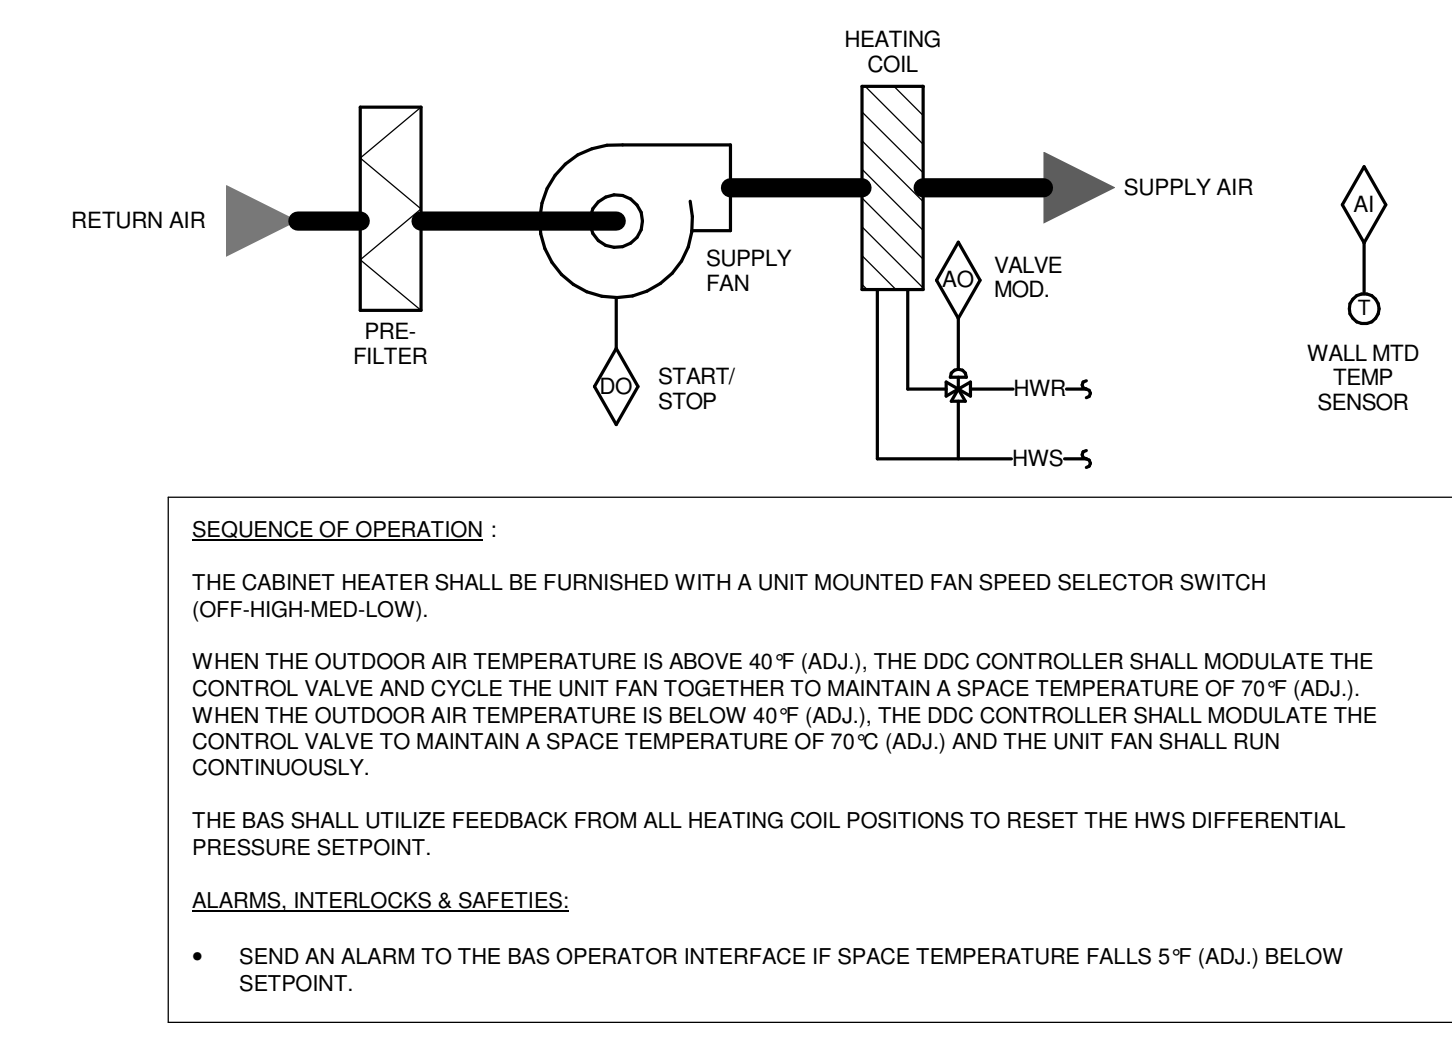 HEATING
COIL
RETURN AIR
SUPPLY AIR
AI
SUPPLY
FAN
AO
VALVE
MOD.
T
PRE-
FILTER
DO
START/
STOP
HWR
HWS
WALL MTD
TEMP
SENSOR
SEQUENCE OF OPERATION :
THE CABINET HEATER SHALL BE FURNISHED WITH A UNIT MOUNTED FAN SPEED SELECTOR SWITCH
(OFF-HIGH-MED-LOW).
WHEN THE OUTDOOR AIR TEMPERATURE IS ABOVE 40°F (ADJ.), THE DDC CONTROLLER SHALL MODULATE THE
CONTROL VALVE AND CYCLE THE UNIT FAN TOGETHER TO MAINTAIN A SPACE TEMPERATURE OF 70°F (ADJ.).
WHEN THE OUTDOOR AIR TEMPERATURE IS BELOW 40°F (ADJ.), THE DDC CONTROLLER SHALL MODULATE THE
CONTROL VALVE TO MAINTAIN A SPACE TEMPERATURE OF 70°C (ADJ.) AND THE UNIT FAN SHALL RUN
CONTINUOUSLY.
THE BAS SHALL UTILIZE FEEDBACK FROM ALL HEATING COIL POSITIONS TO RESET THE HWS DIFFERENTIAL
PRESSURE SETPOINT.
ALARMS, INTERLOCKS & SAFETIES:
• SEND AN ALARM TO THE BAS OPERATOR INTERFACE IF SPACE TEMPERATURE FALLS 5°F (ADJ.) BELOW
SETPOINT.